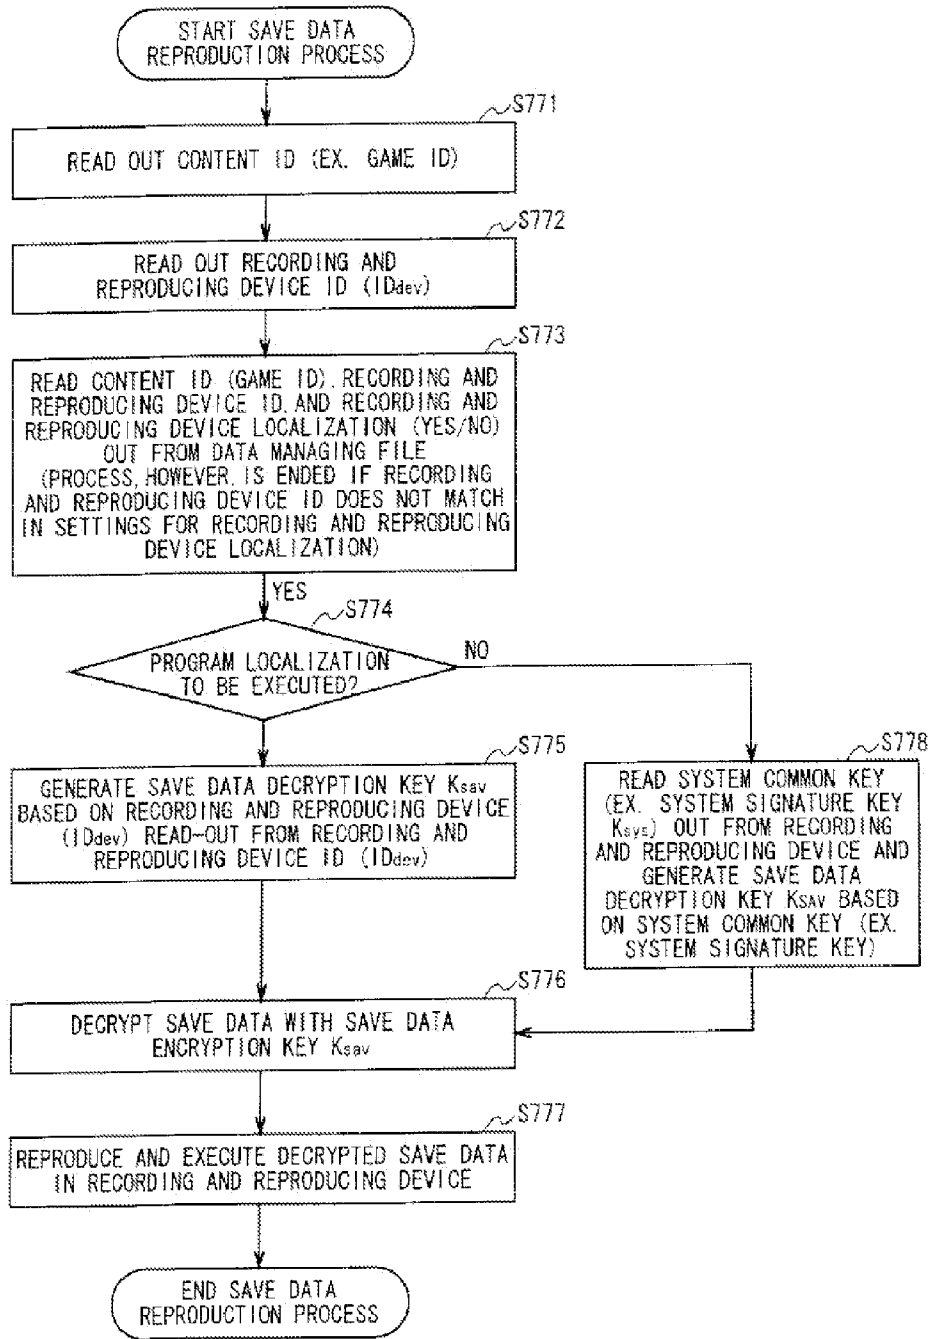 START SAVE DATA
REPRODUCTION PROCESS
S771
READ OUT CONTENT ID (EX. GAME ID)
S772
READ OUT RECORDING AND
REPRODUCING DEVICE ID (IDdev)
S773
READ CONTENT ID (GAME ID), RECORDING AND
REPRODUCING DEVICE ID, AND RECORDING AND
REPRODUCING DEVICE LOCALIZATION (YES/NO)
OUT FROM DATA MANAGING FILE
(PROCESS, HOWEVER, IS ENDED IF RECORDING
AND REPRODUCING DEVICE ID DOES NOT MATCH
IN SETTINGS FOR RECORDING AND REPRODUCING
DEVICE LOCALIZATION)
YES
S774
PROGRAM LOCALIZATION
TO BE EXECUTED?
NO
S775
GENERATE SAVE DATA DECRYPTION KEY Ksav
BASED ON RECORDING AND REPRODUCING DEVICE
(IDdev) READ-OUT FROM RECORDING AND
REPRODUCING DEVICE ID (IDdev)
S778
READ SYSTEM COMMON KEY
(EX. SYSTEM SIGNATURE KEY
Ksys) OUT FROM RECORDING
AND REPRODUCING DEVICE AND
GENERATE SAVE DATA
DECRYPTION KEY KSAV BASED
ON SYSTEM COMMON KEY (EX.
SYSTEM SIGNATURE KEY)
S776
DECRYPT SAVE DATA WITH SAVE DATA
ENCRYPTION KEY Ksav
S777
REPRODUCE AND EXECUTE DECRYPTED SAVE DATA
IN RECORDING AND REPRODUCING DEVICE
END SAVE DATA
REPRODUCTION PROCESS